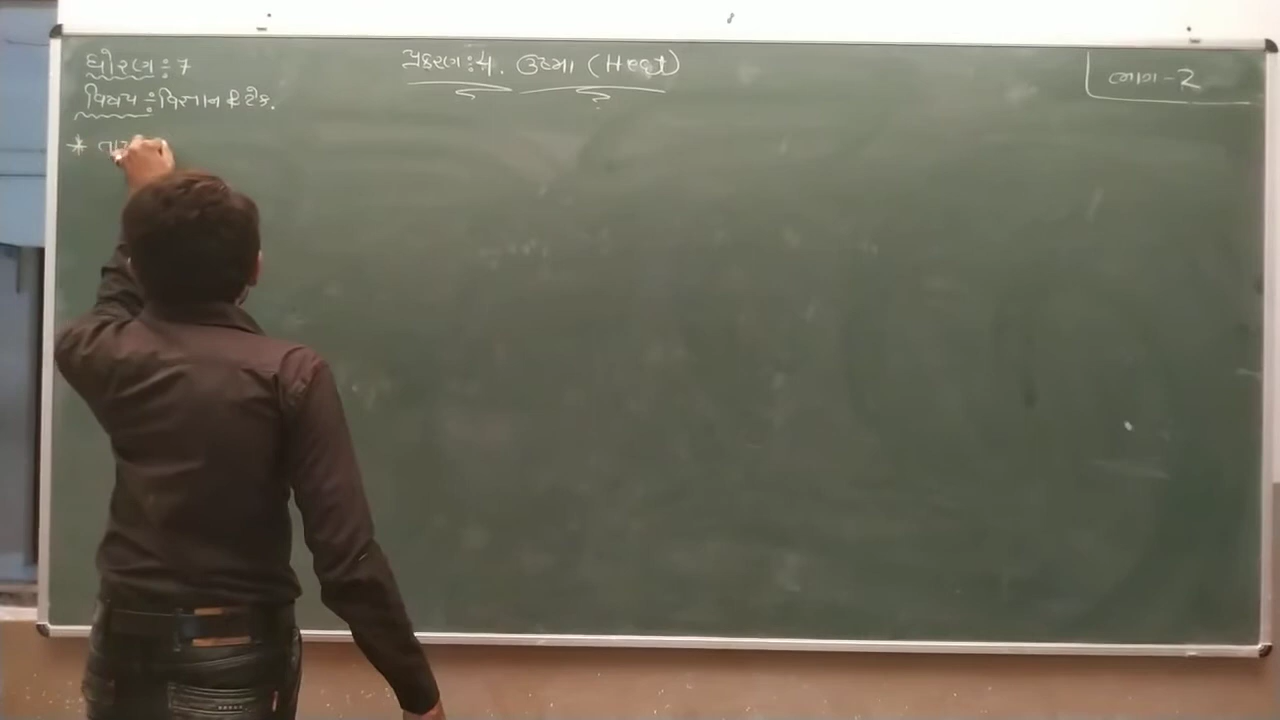 ધોરણ : 7
પ્રકરણ : 4. ઉષ્મા (Heat)
ભાગ - 2
વિષય : વિજ્ઞાન & ટેક.
* તા